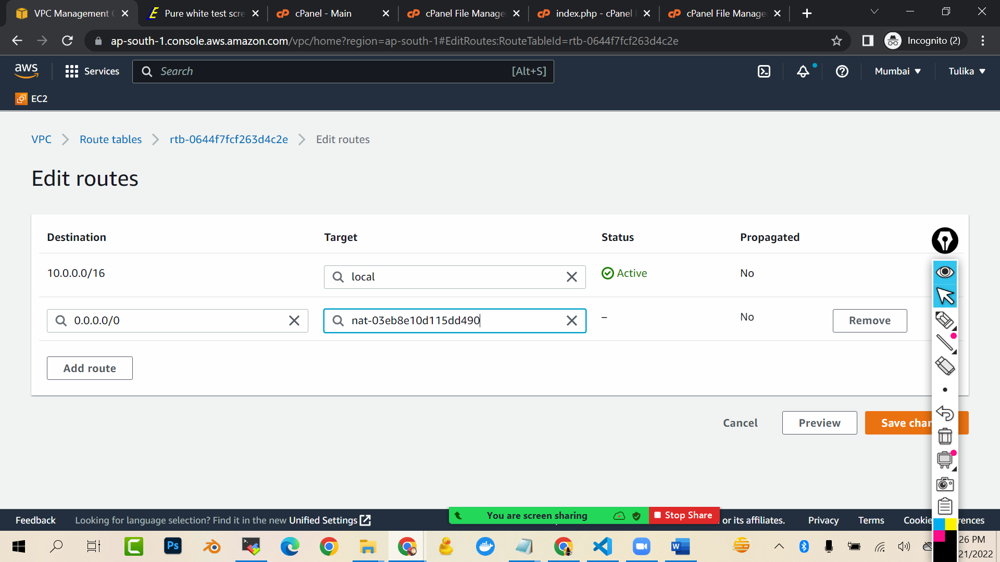 VPC Management C
Pure white test scre
cPanel - Main
cPanel File Manage
index.php - cPanel
cPanel File Manage
ap-south-1.console.aws.amazon.com/vpc/home?region=ap-south-1#EditRoutes:RouteTableId=rtb-0644f7fcf263d4c2e
Incognito (2)
aws
Services
Search
[Alt+S]
Mumbai
Tulika
EC2
VPC
Route tables
rtb-0644f7fcf263d4c2e
Edit routes
Edit routes
Destination
Target
Status
Propagated
10.0.0.0/16
local
Active
No
0.0.0.0/0
nat-03eb8e10d115dd490
–
No
Remove
Add route
Cancel
Preview
Save chan
Feedback
Looking for language selection? Find it in the new Unified Settings
You are screen sharing
Stop Share
or its affiliates.
Privacy
Terms
Cookie
rences
Ps
W
26 PM
21/2022